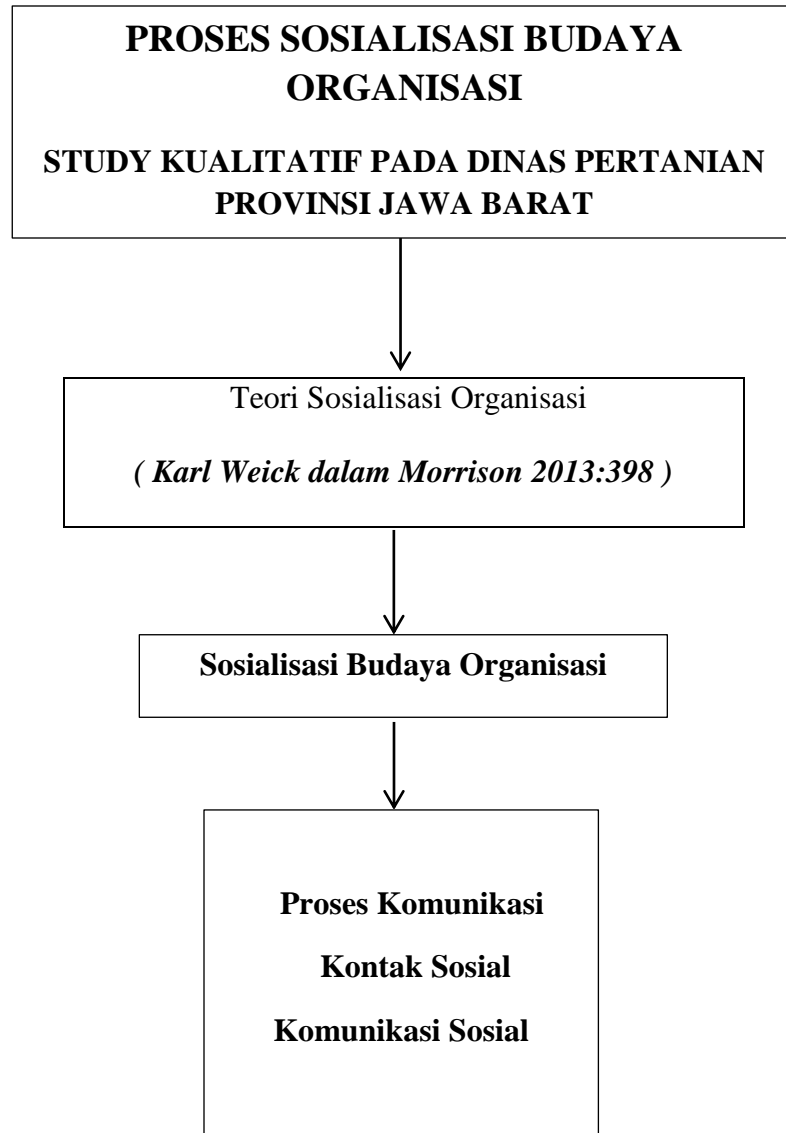 PROSES SOSIALISASI BUDAYA
ORGANISASI
STUDY KUALITATIF PADA DINAS PERTANIAN
PROVINSI JAWA BARAT
Teori Sosialisasi Organisasi
( Karl Weick dalam Morrison 2013:398 )
Sosialisasi Budaya Organisasi
Proses Komunikasi
Kontak Sosial
Komunikasi Sosial